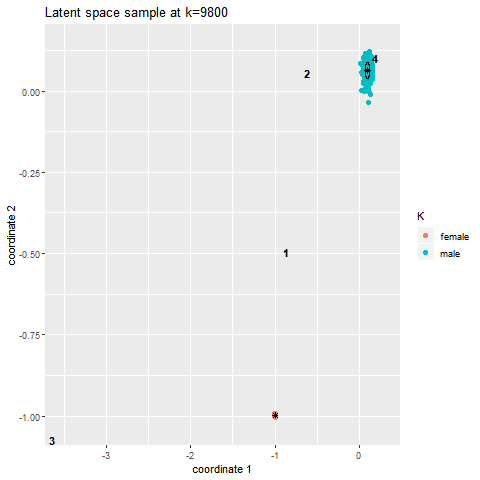 Latent space sample at k=9800
4
2
0.00
-0.25
K
female
male
coordinate 2
-0.50
1
-0.75
-1.00
3
-3
-2
-1
0
coordinate 1